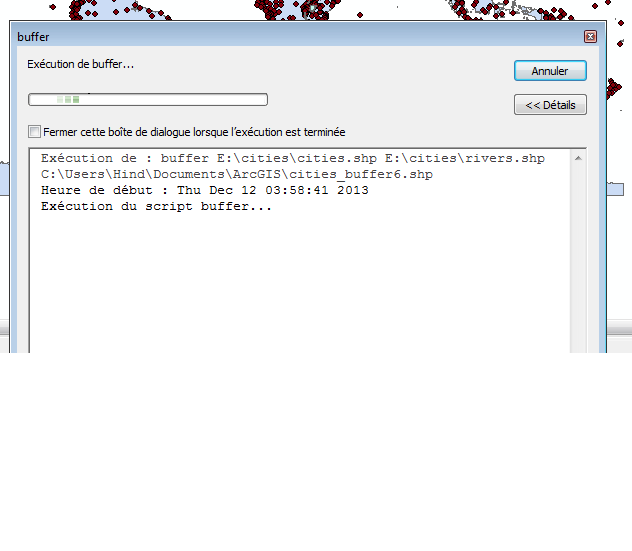 buffer
Exécution de buffer...
Annuler
<< Détails
Fermer cette boîte de dialogue lorsque l'exécution est terminée
Exécution de : buffer E:\cities\cities.shp E:\cities\rivers.shp
C:\Users\Hind\Documents\ArcGIS\cities_buffer6.shp
Heure de début : Thu Dec 12 03:58:41 2013
Exécution du script buffer...